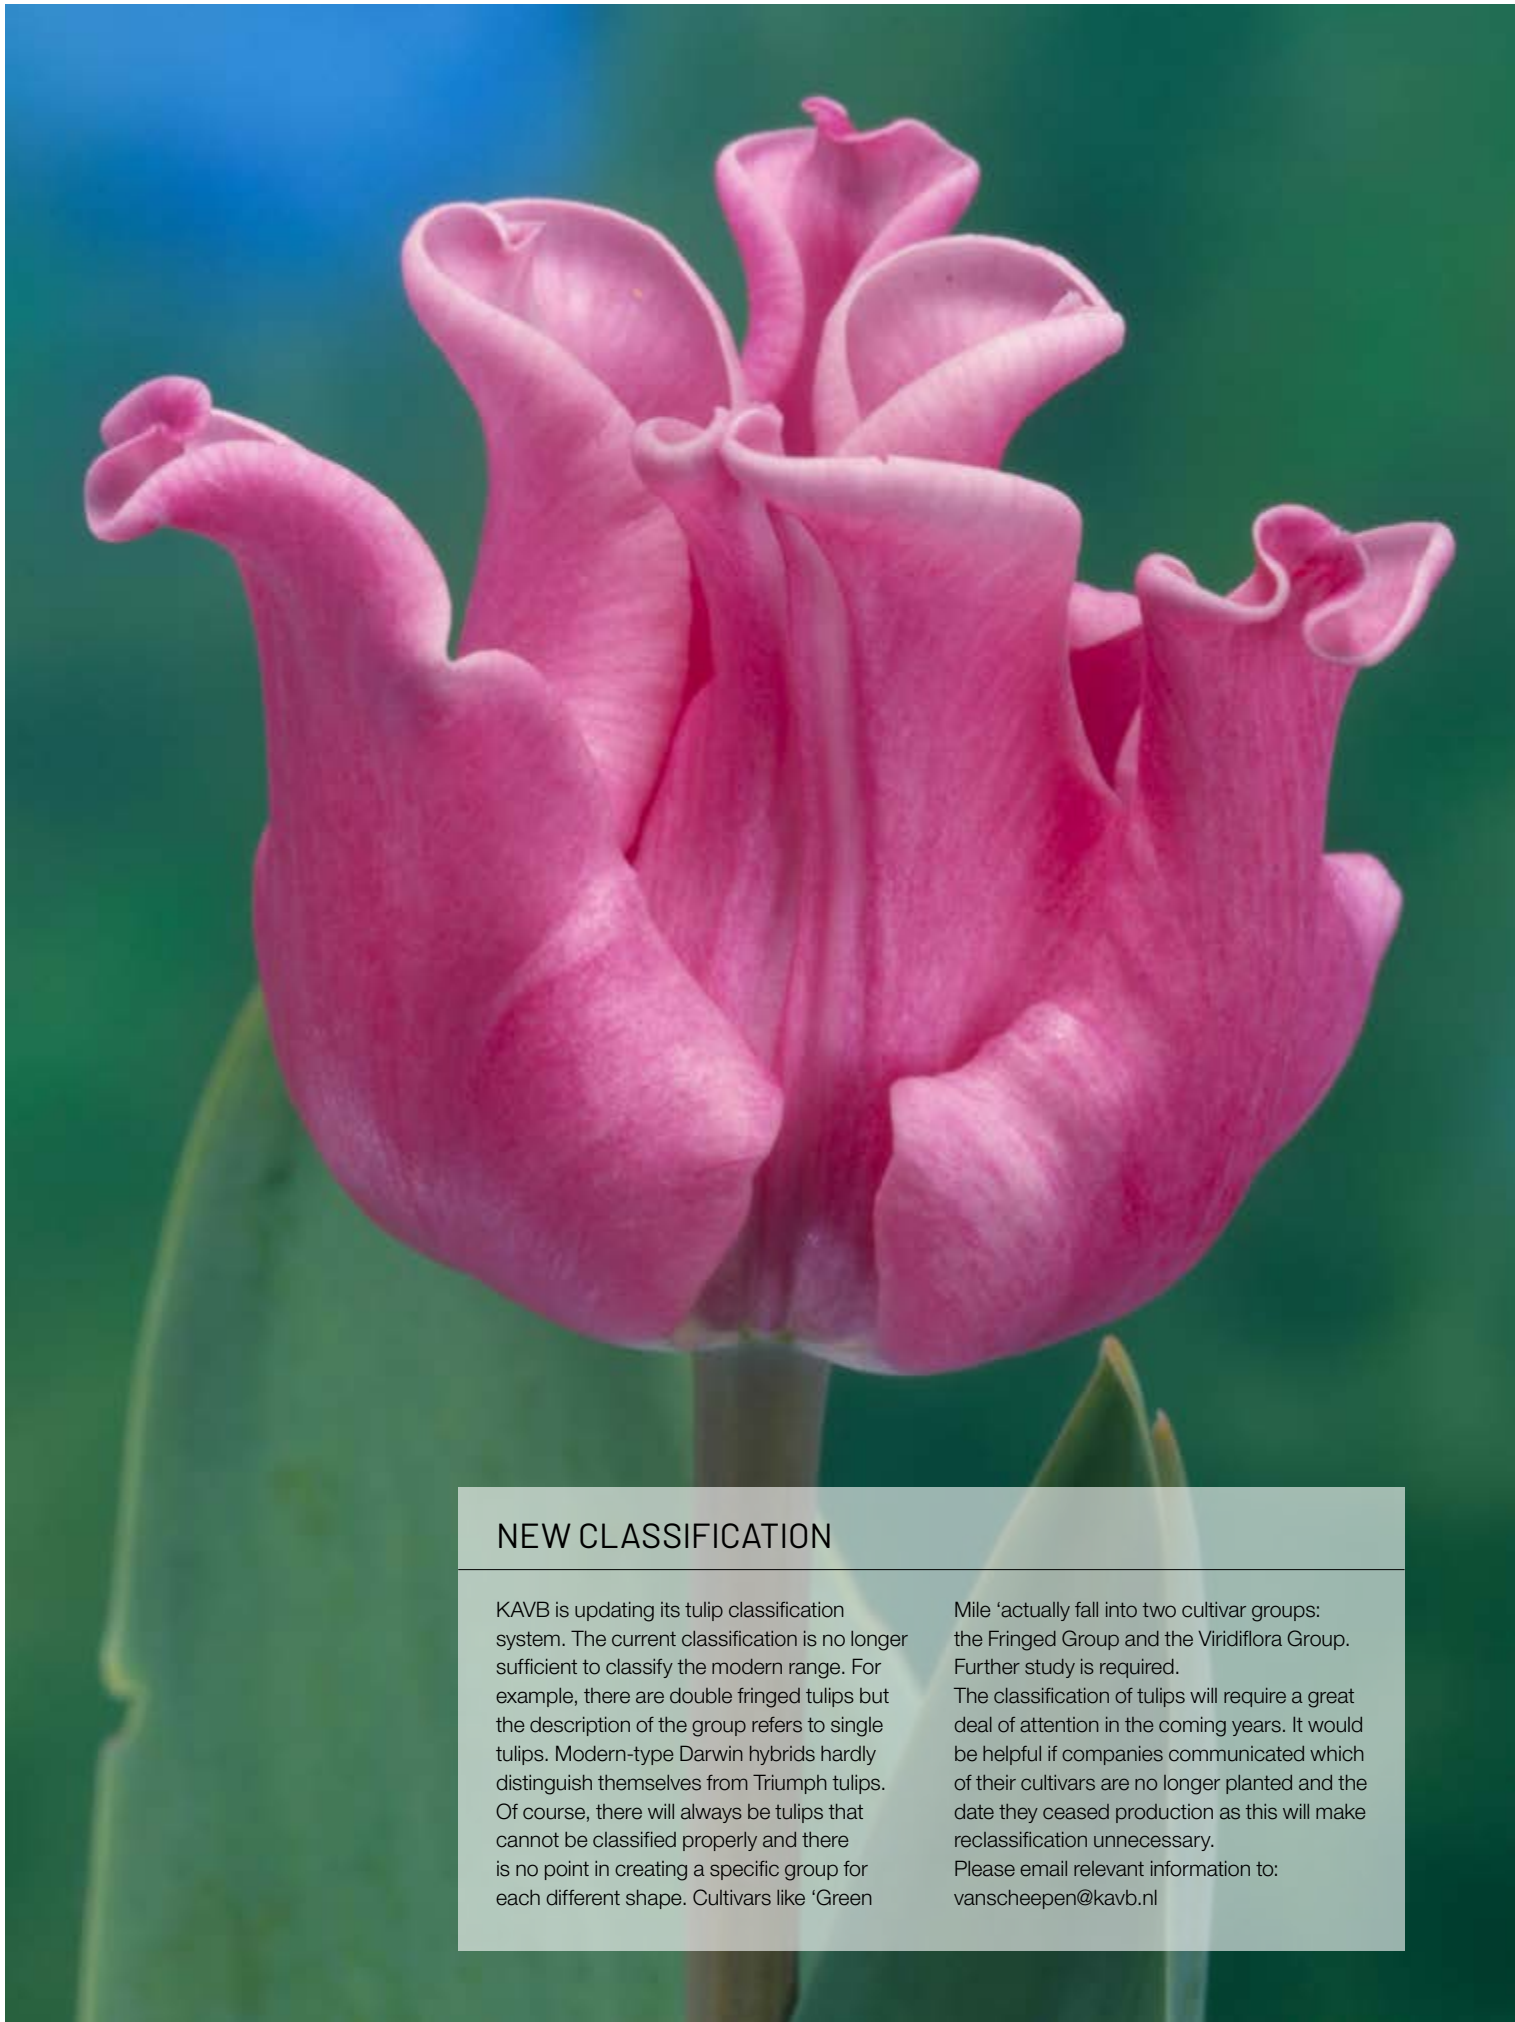 NEW CLASSIFICATION
KAVB is updating its tulip classification
system. The current classification is no longer
sufficient to classify the modern range. For
example, there are double fringed tulips but
the description of the group refers to single
tulips. Modern-type Darwin hybrids hardly
distinguish themselves from Triumph tulips.
Of course, there will always be tulips that
cannot be classified properly and there
is no point in creating a specific group for
each different shape. Cultivars like ‘Green
Mile ‘actually fall into two cultivar groups:
the Fringed Group and the Viridiflora Group.
Further study is required.
The classification of tulips will require a great
deal of attention in the coming years. It would
be helpful if companies communicated which
of their cultivars are no longer planted and the
date they ceased production as this will make
reclassification unnecessary.
Please email relevant information to:
vanscheepen@kavb.nl